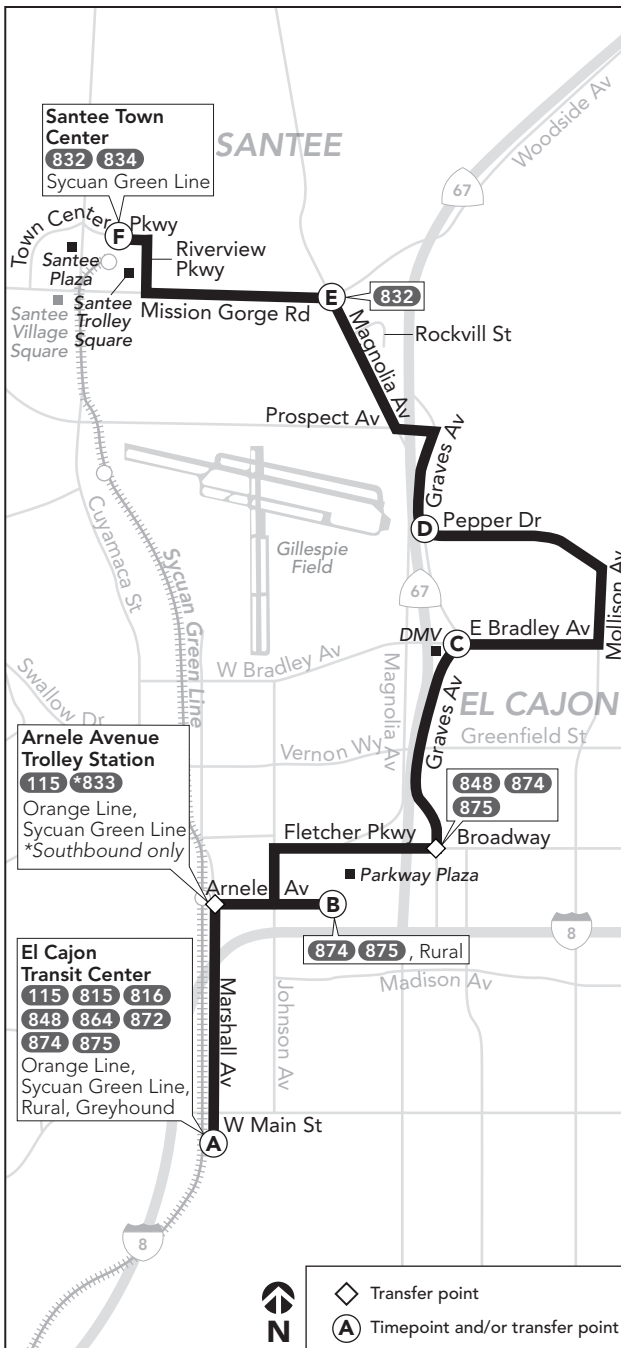 Woodside Av
67
Santee Town
Center
832 834
Sycuan Green Line
SANTEE
Town Center Pkwy
F
Riverview
Pkwy
Santee
Plaza
Santee
Trolley
Square
Santee
Village
Square
Mission Gorge Rd
E
832
Magnolia Av
Rockvill St
Prospect Av
Graves Av
D
Pepper Dr
Mollison Av
Gillespie
Field
Cuyamaca St
Sycuan Green Line
67
DMV
C
E Bradley Av
W Bradley Av
Magnolia Av
Graves Av
EL CAJON
Greenfield St
Swallow Dr
Vernon Wy
Arnele Avenue
Trolley Station
115 *833
Orange Line,
Sycuan Green Line
*Southbound only
848 874
875
Fletcher Pkwy
Broadway
Parkway Plaza
Arnele Av
B
874 875 , Rural
8
Madison Av
El Cajon
Transit Center
115 815 816
848 864 872
874 875
Orange Line,
Sycuan Green Line,
Rural, Greyhound
Marshall Av
Johnson Av
W Main St
A
8
N
Transfer point
A Timepoint and/or transfer point